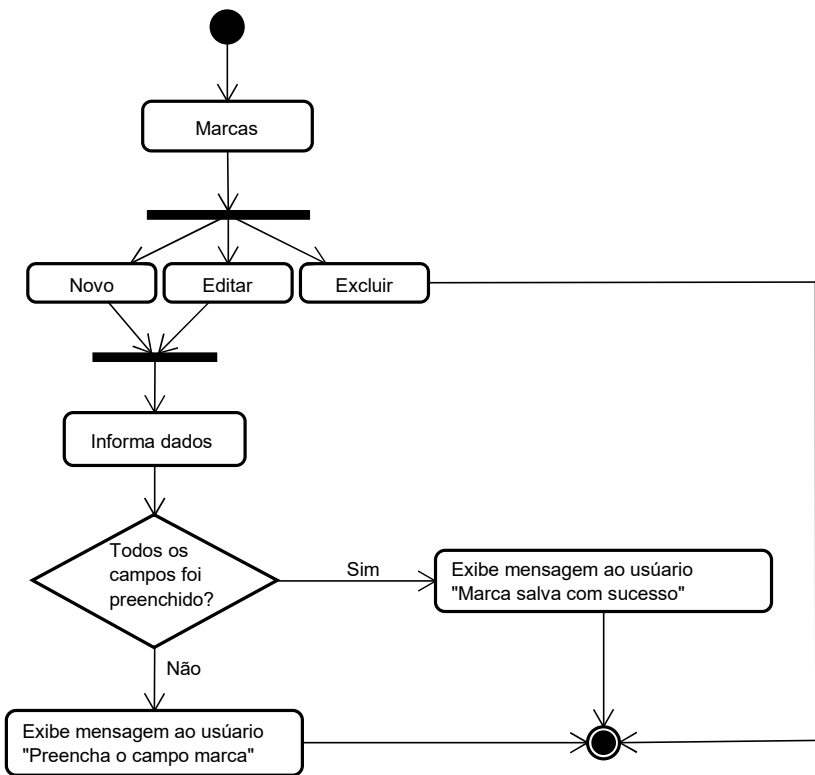 Marcas
Novo
Editar
Excluir
Informa dados
Todos os
campos foi
preenchido?
Sim
Exibe mensagem ao usúario
"Marca salva com sucesso"
Não
Exibe mensagem ao usúario
"Preencha o campo marca"